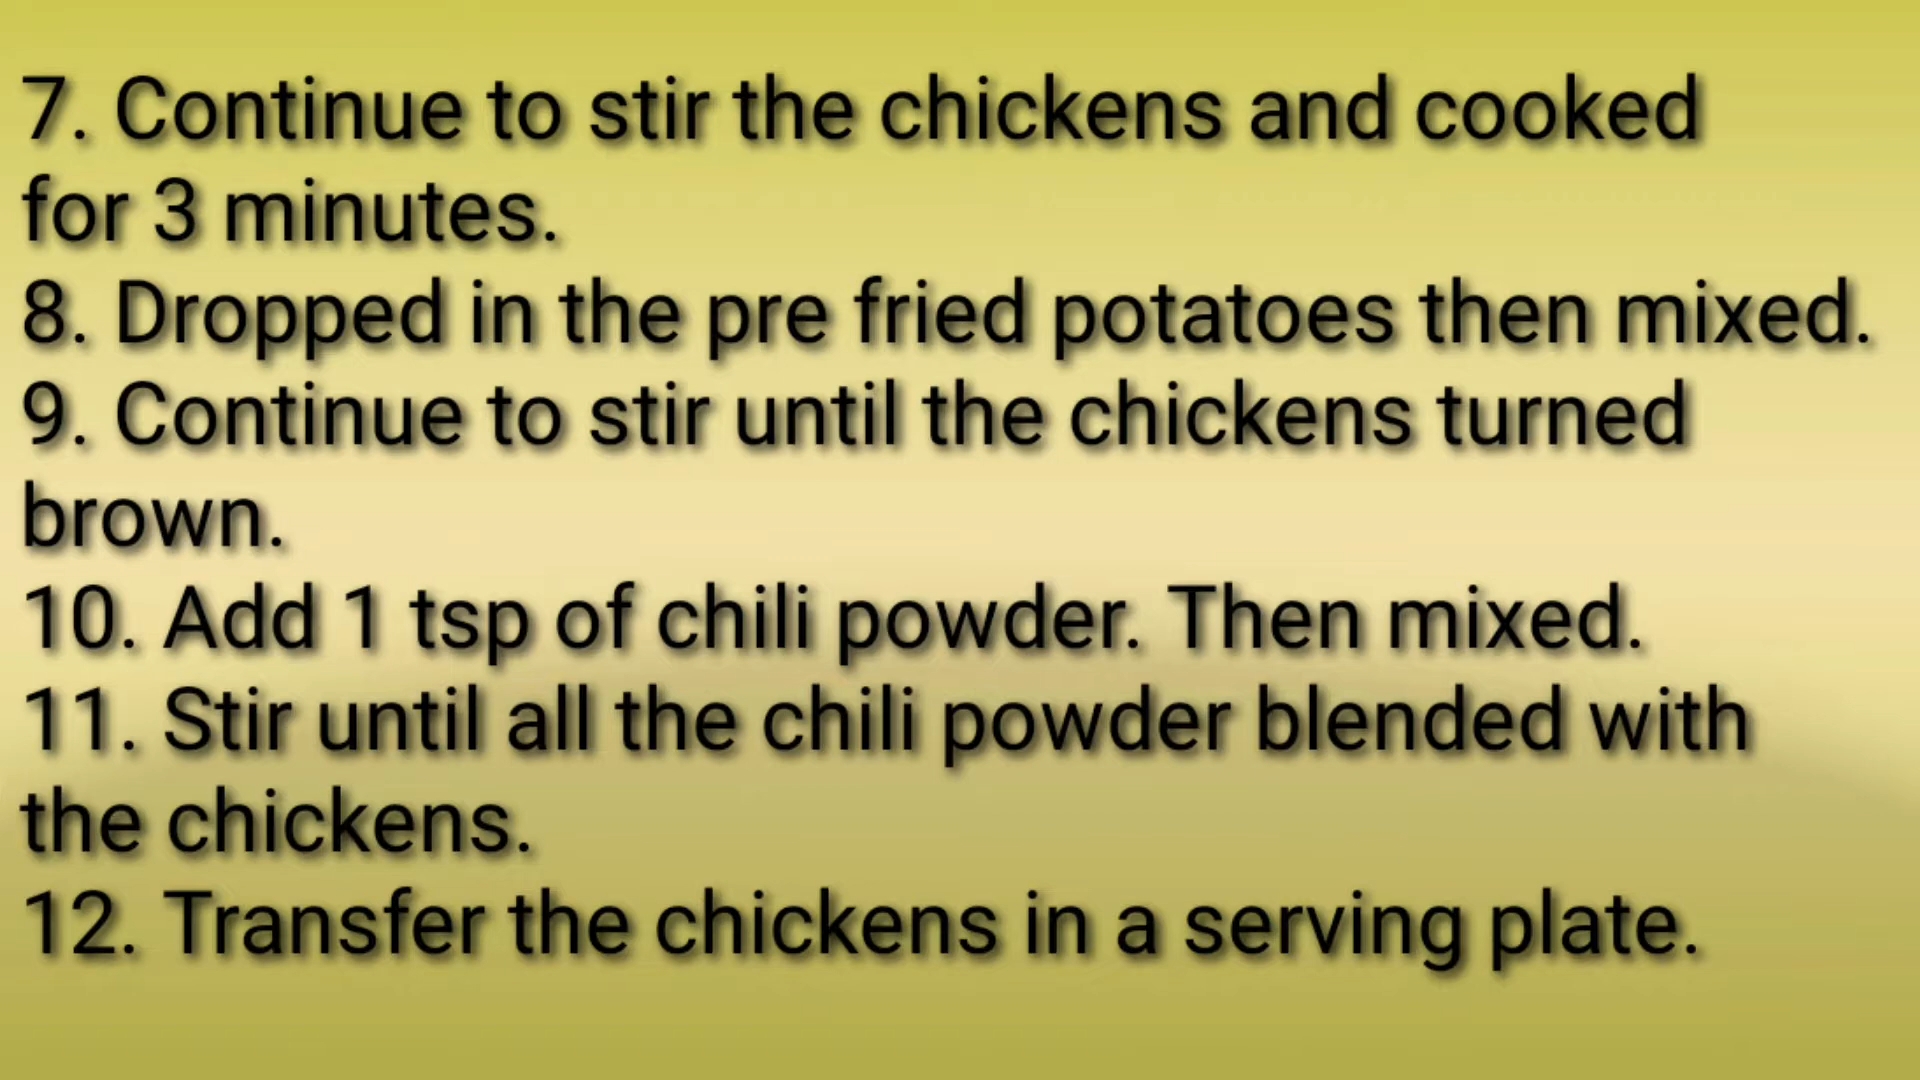 7. Continue to stir the chickens and cooked
for 3 minutes.
8. Dropped in the pre fried potatoes then mixed.
9. Continue to stir until the chickens turned
brown.
10. Add 1 tsp of chili powder. Then mixed.
11. Stir until all the chili powder blended with
the chickens.
12. Transfer the chickens in a serving plate.